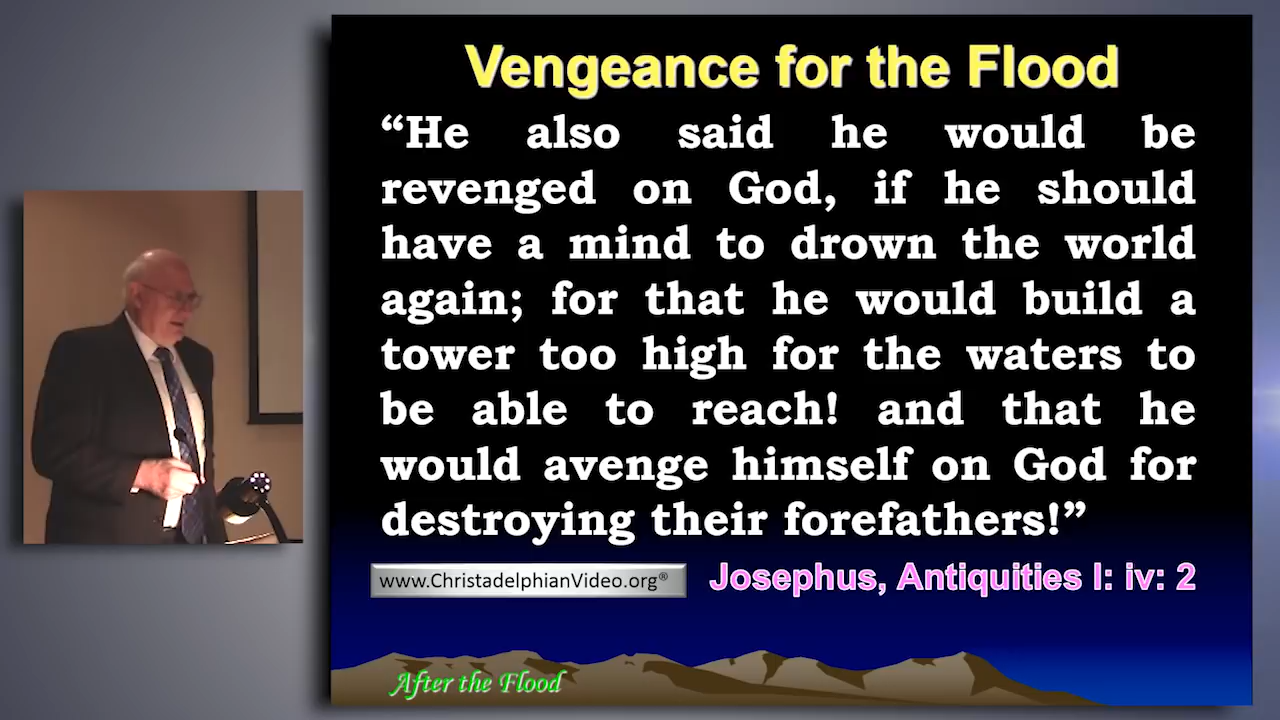 Vengeance for the Flood
“He also said he would be
revenged on God, if he should
have a mind to drown the world
again; for that he would build a
tower too high for the waters to
be able to reach! and that he
would avenge himself on God for
destroying their forefathers!”
www.ChristadelphianVideo.org®
Josephus, Antiquities I: iv: 2
After the Flood